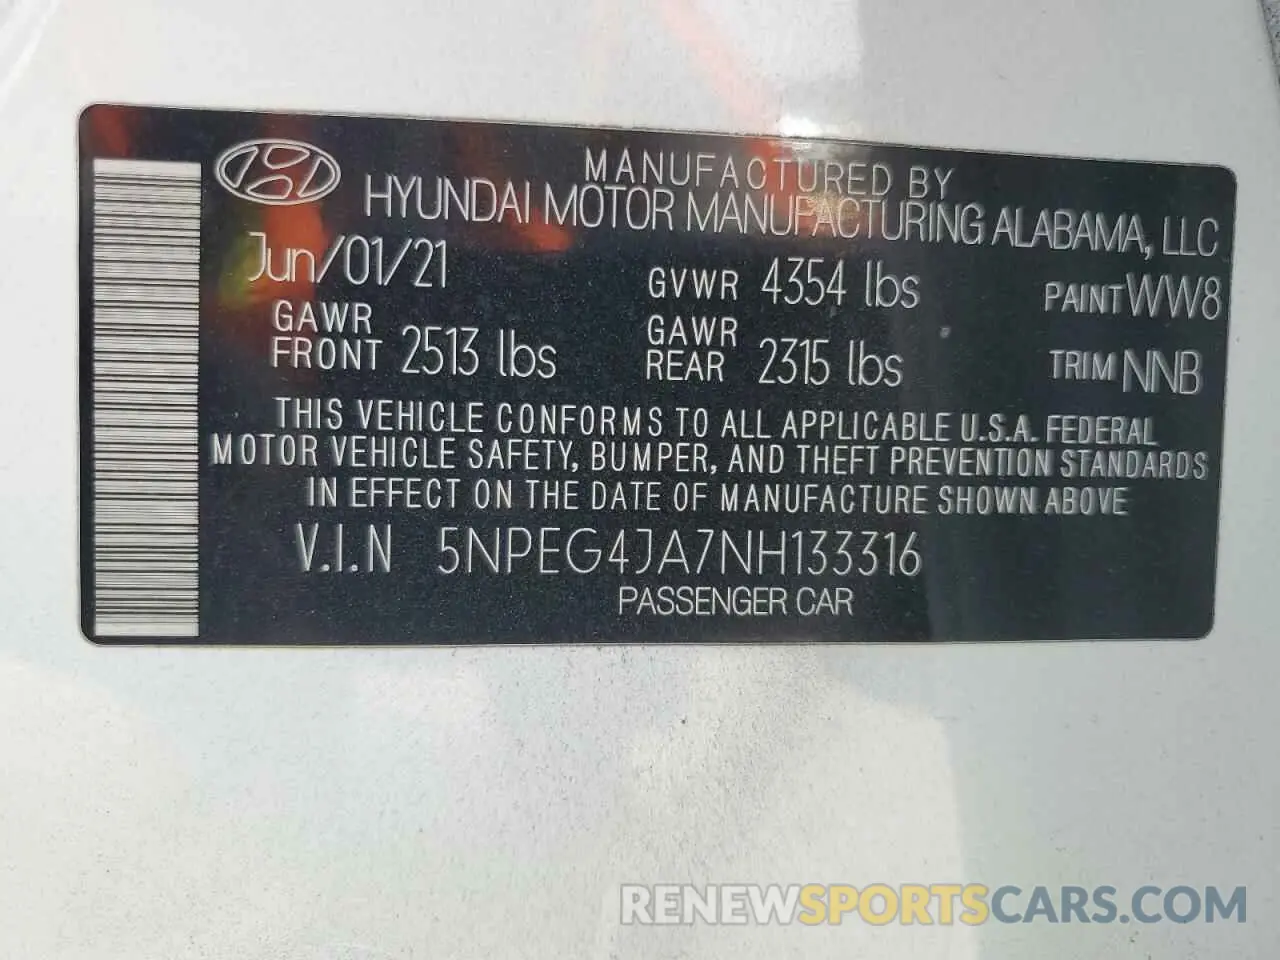 MANUFACTURED BY
HYUNDAI MOTOR MANUFACTURING ALABAMA, LLC
Jun/01/21 GVWR 4354 lbs PAINT WW8
GAWR FRONT 2513 lbs GAWR REAR 2315 lbs TRIM NNB
THIS VEHICLE CONFORMS TO ALL APPLICABLE U.S.A. FEDERAL
MOTOR VEHICLE SAFETY, BUMPER, AND THEFT PREVENTION STANDARDS
IN EFFECT ON THE DATE OF MANUFACTURE SHOWN ABOVE
V.I.N 5NPEG4JA7NH133316
PASSENGER CAR
RENEWSPORTSCARS.COM